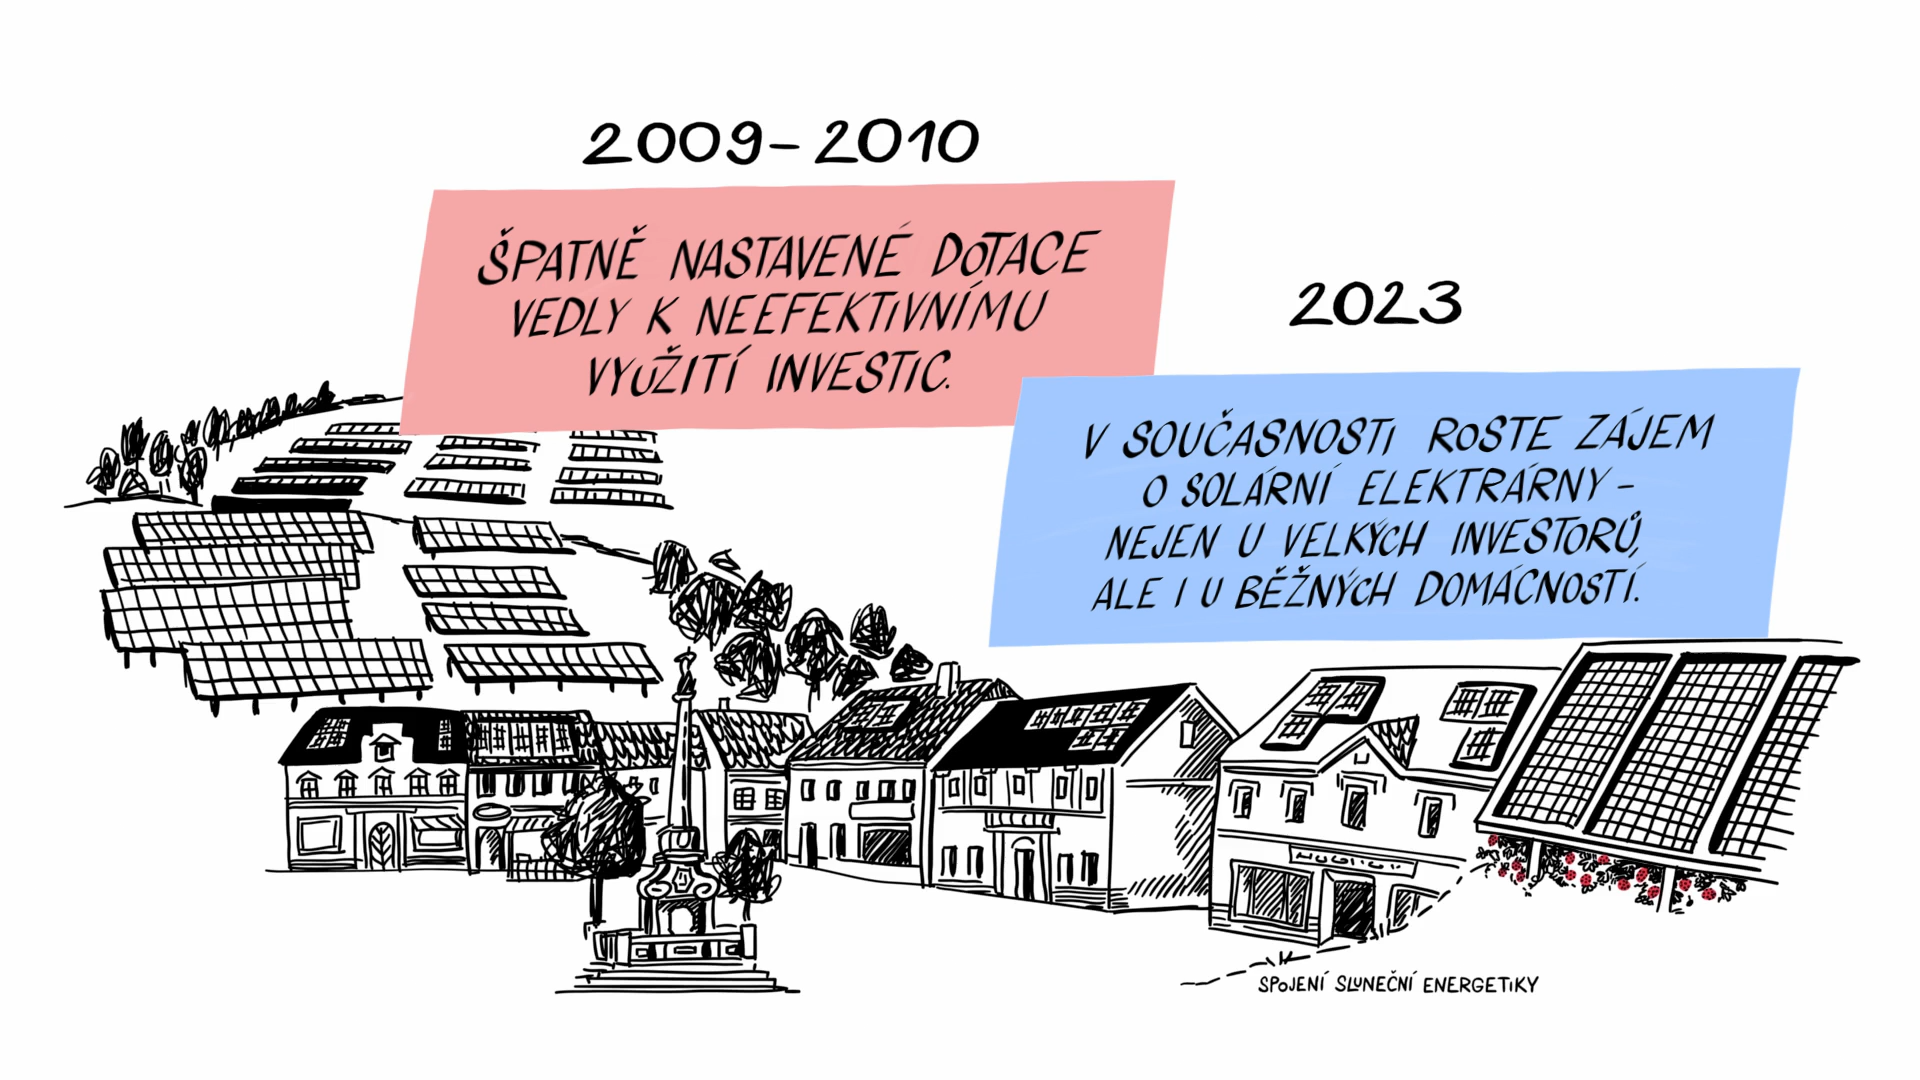 2009-2010
ŠPATNĚ NASTAVENÉ DOTACE
VEDLY K NEEFEKTIVNÍMU
VYUŽITÍ INVESTIC.
2023
V SOUČASNOSTI ROSTE ZÁJEM
O SOLÁRNÍ ELEKTRÁRNY -
NEJEN U VELKÝCH INVESTORŮ,
ALE I U BĚŽNÝCH DOMÁCNOSTÍ.
SPOJENÍ SLUNEČNÍ ENERGETIKY